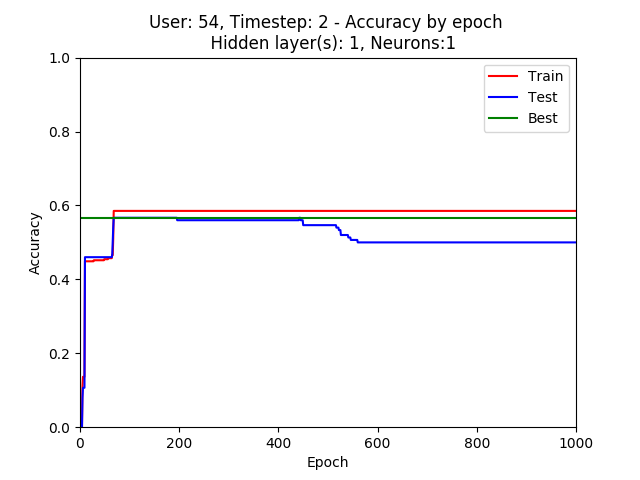 User: 54, Timestep: 2 - Accuracy by epoch
Hidden layer(s): 1, Neurons:1
Train
Test
Best
1.0
0.8
0.6
0.4
0.2
0.0
Accuracy
0 200 400 600 800 1000
Epoch